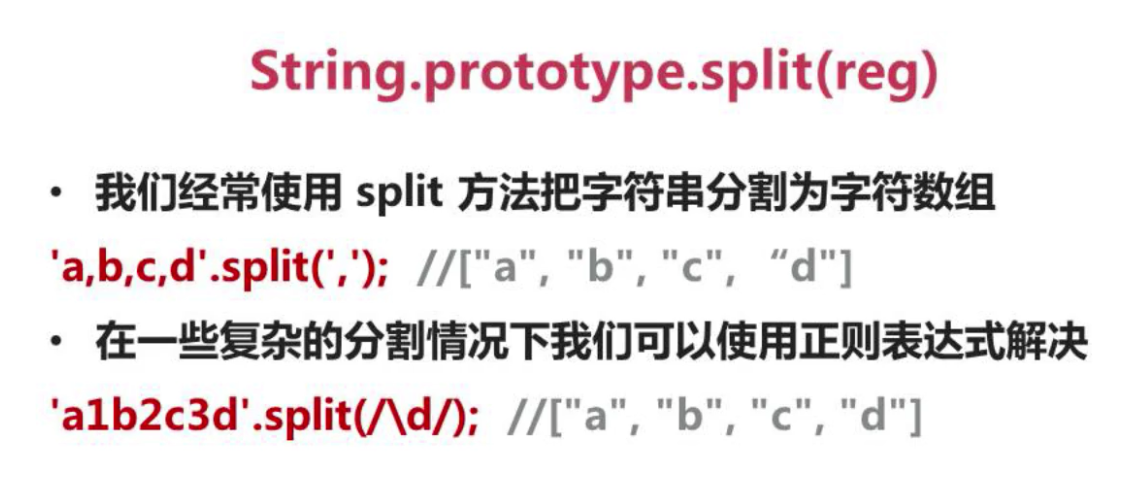 String.prototype.split(reg)
• 我们经常使用 split 方法把字符串分割为字符数组
'a,b,c,d'.split(','); //["a", "b", "c", “d"]
• 在一些复杂的分割情况下我们可以使用正则表达式解决
'a1b2c3d'.split(/\d/); //["a", "b", "c", "d"]